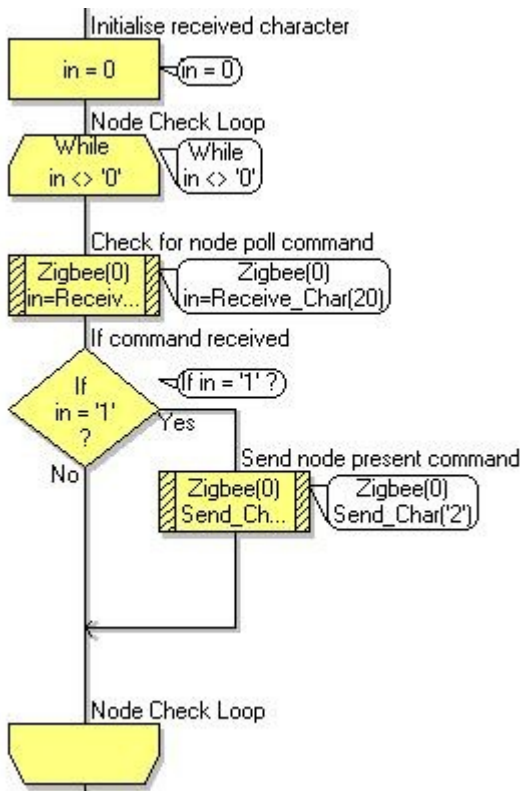 Initialise received character
in = 0
in = 0
Node Check Loop
While
in <> '0'
While
in <> '0'
Check for node poll command
Zigbee(0)
in=Receiv...
Zigbee(0)
in=Receive_Char(20)
If command received
If
in = '1'
?
If in = '1' ?
Yes
No
Send node present command
Zigbee(0)
Send_Ch...
Zigbee(0)
Send_Char('2')
Node Check Loop